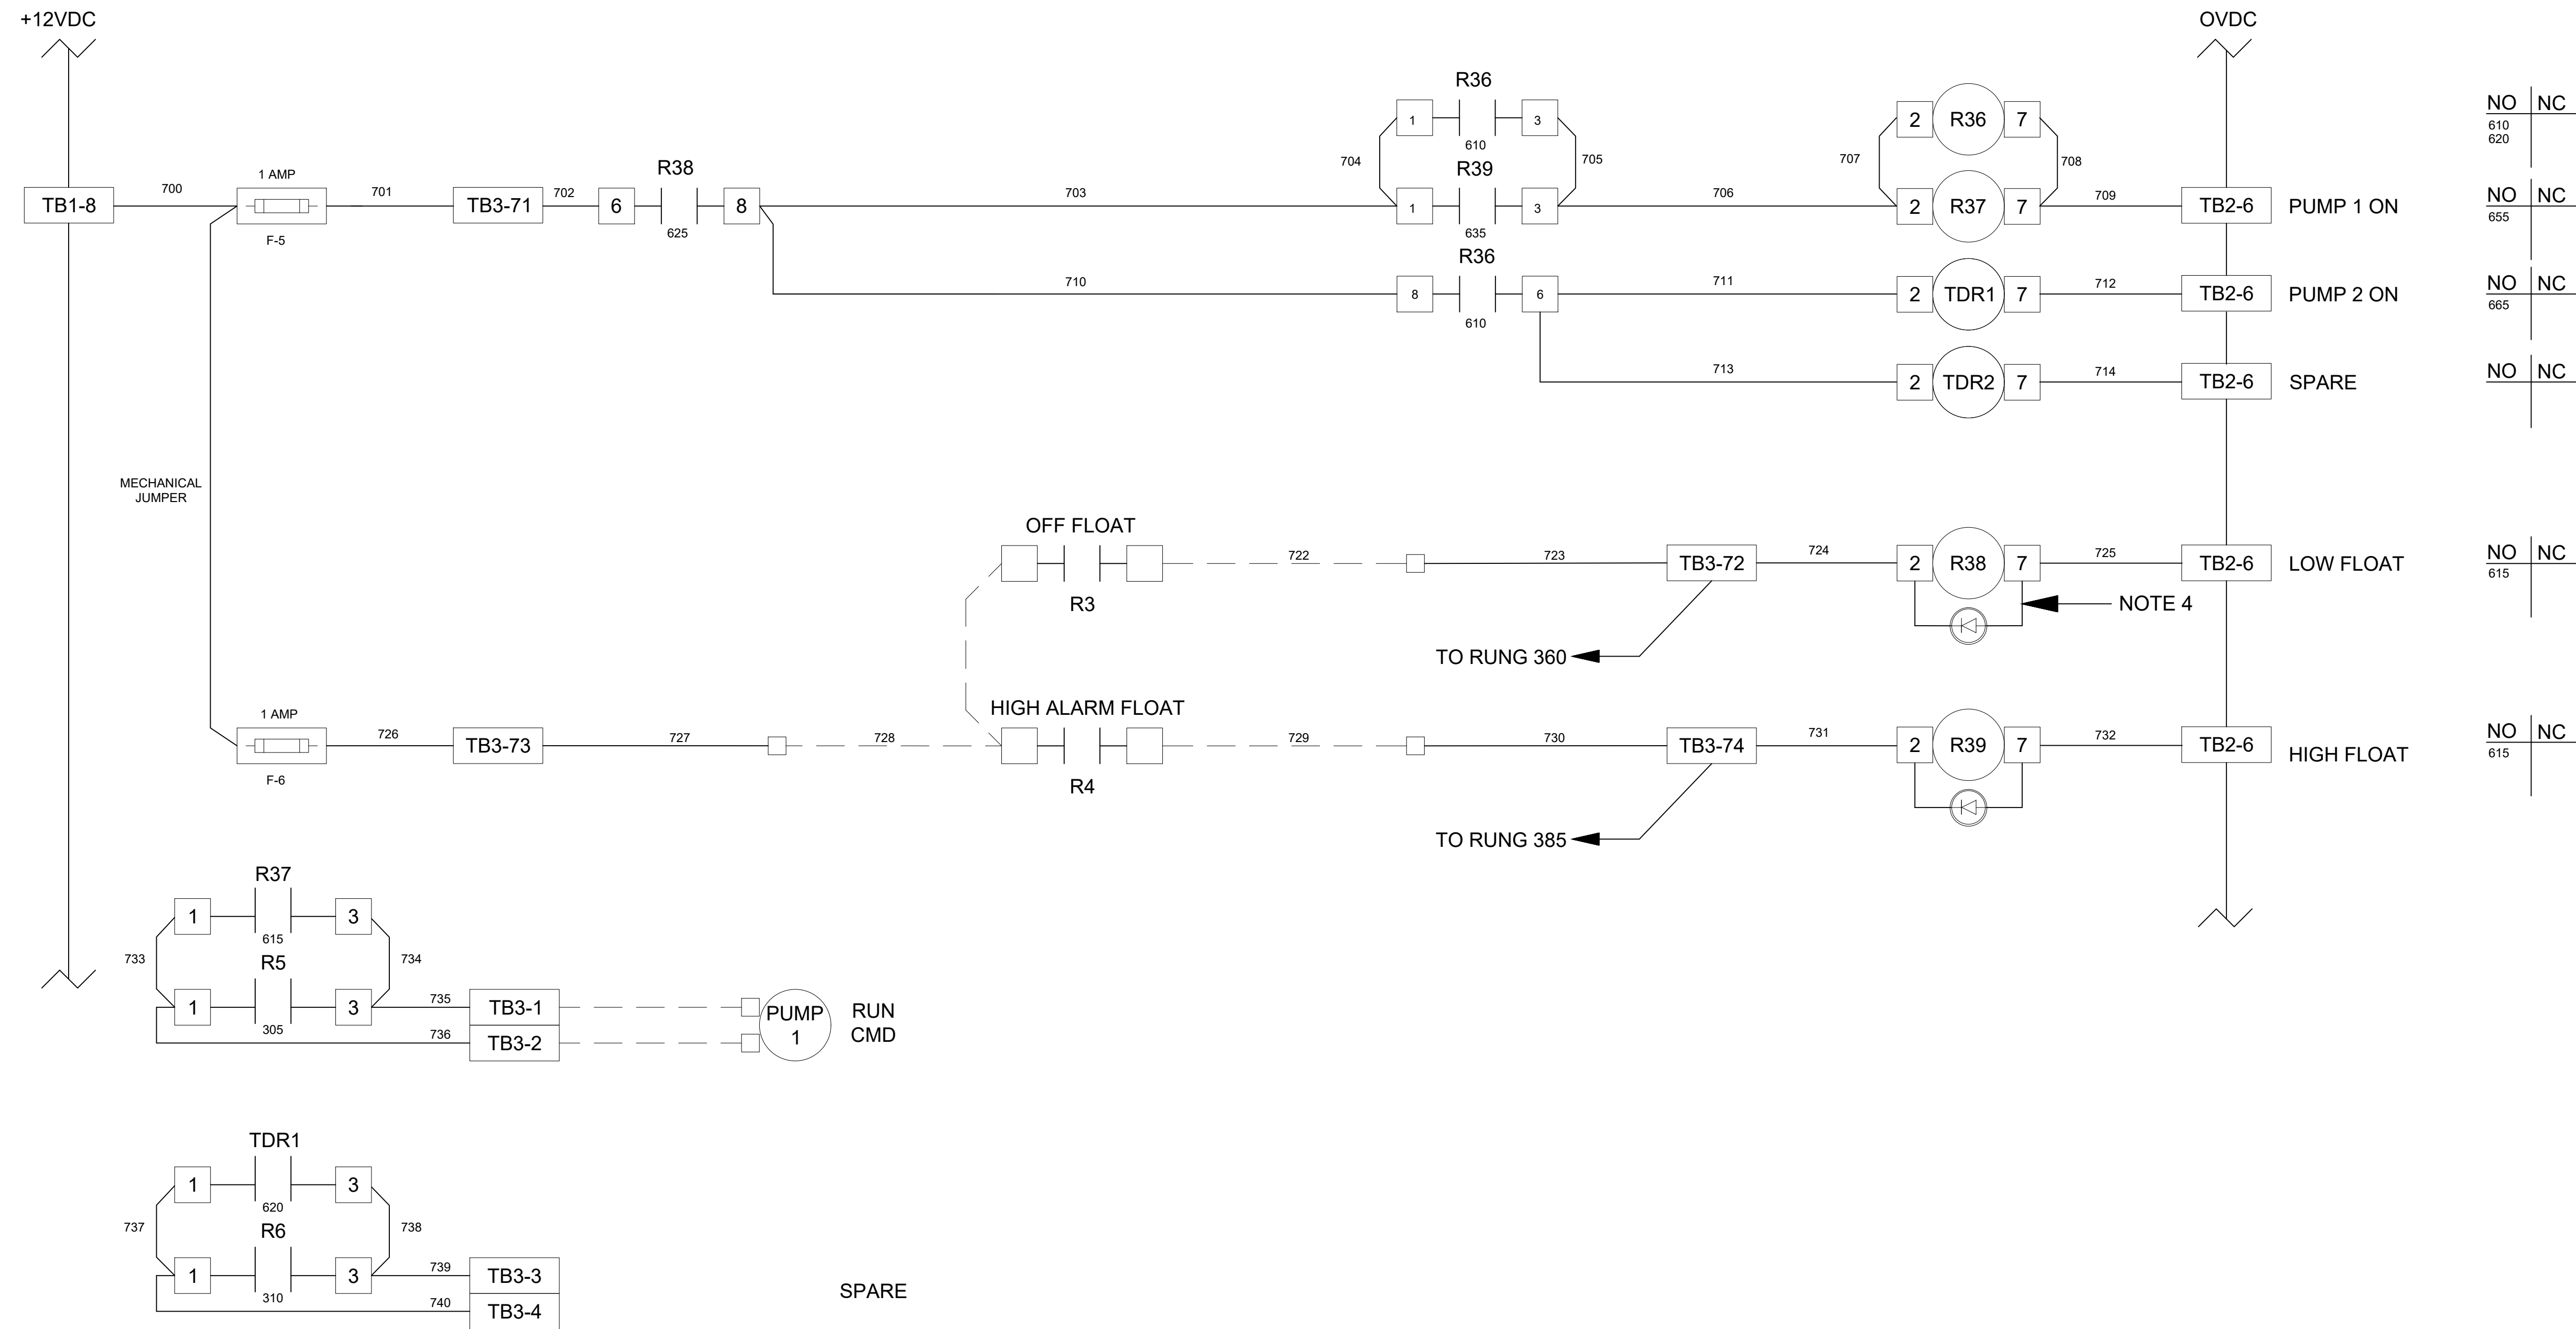 +12VDC
OVDC
R36
1
3
610
2
R36
7
NO NC
610
620
704
705
707
708
1 AMP
R38
R39
TB1-8
700
701
TB3-71
702
6
8
703
1
3
706
2
R37
7
709
TB2-6
PUMP 1 ON
NO NC
655
F-5
625
635
R36
710
8
6
711
2
TDR1
7
712
TB2-6
PUMP 2 ON
NO NC
665
610
713
2
TDR2
7
714
TB2-6
SPARE
NO NC
MECHANICAL
JUMPER
OFF FLOAT
722
723
TB3-72
724
2
R38
7
725
TB2-6
LOW FLOAT
NO NC
615
R3
NOTE 4
TO RUNG 360
HIGH ALARM FLOAT
1 AMP
726
TB3-73
727
728
729
730
TB3-74
731
2
R39
7
732
TB2-6
HIGH FLOAT
NO NC
615
F-6
R4
TO RUNG 385
R37
1
3
615
733
734
R5
1
3
305
735
TB3-1
736
TB3-2
PUMP
1
RUN
CMD
TDR1
1
3
620
737
738
R6
1
3
310
739
TB3-3
740
TB3-4
SPARE